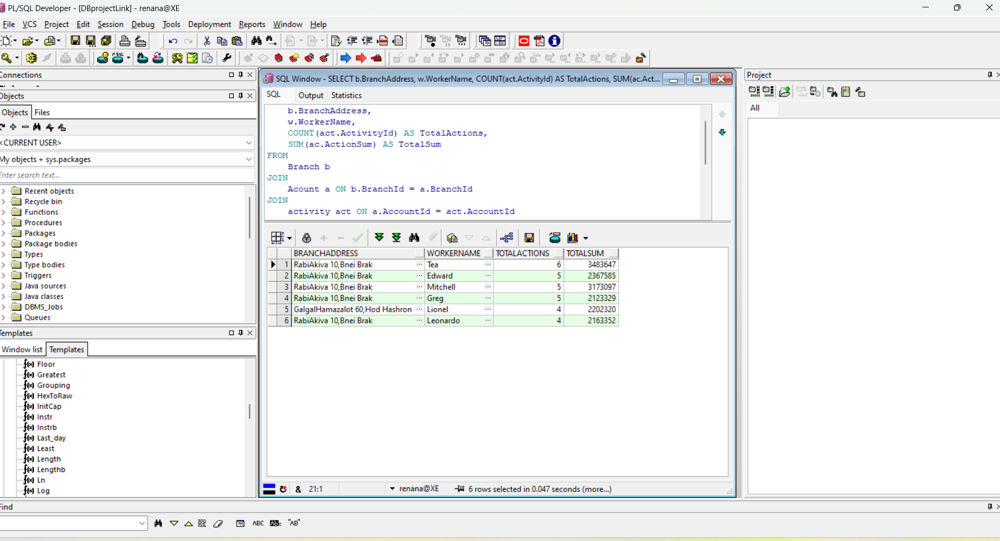 PL/SQL Developer - [DBprojectLink] - renana@XE
File VCS Project Edit Session Debug Tools Deployment Reports Window Help
Connections
Objects
Objects Files
<CURRENT USER>
My objects + sys.packages
Enter search text...
Recent objects
Recycle bin
Functions
Procedures
Packages
Package bodies
Types
Type bodies
Triggers
Java sources
Java classes
DBMS_Jobs
Queues
Templates
Window list Templates
Floor
Greatest
Grouping
HexToRaw
InitCap
Instr
Instrb
Last_day
Least
Length
Lengthb
Ln
Log
SQL Window - SELECT b.BranchAddress, w.WorkerName, COUNT(act.ActivityId) AS TotalActions, SUM(ac.Act...
SQL Output Statistics
b.BranchAddress,
w.WorkerName,
COUNT(act.ActivityId) AS TotalActions,
SUM(ac.ActionSum) AS TotalSum
FROM
Branch b
JOIN
Acount a ON b.BranchId = a.BranchId
JOIN
activity act ON a.AccountId = act.AccountId
BRANCHADDRESS WORKERNAME TOTALACTIONS TOTALSUM
1 RabiAkiva 10,Bnei Brak ... Tea ... 6 3483647
2 RabiAkiva 10,Bnei Brak ... Edward ... 5 2367585
3 RabiAkiva 10,Bnei Brak ... Mitchell ... 5 3173097
4 RabiAkiva 10,Bnei Brak ... Greg ... 5 2123329
5 GalgalHamazalot 60,Hod Hashron ... Lionel ... 4 2202320
6 RabiAkiva 10,Bnei Brak ... Leonardo ... 4 2163352
& 21:1 renana@XE 6 rows selected in 0.047 seconds (more...)
Project
All
Find
ABC "AB"